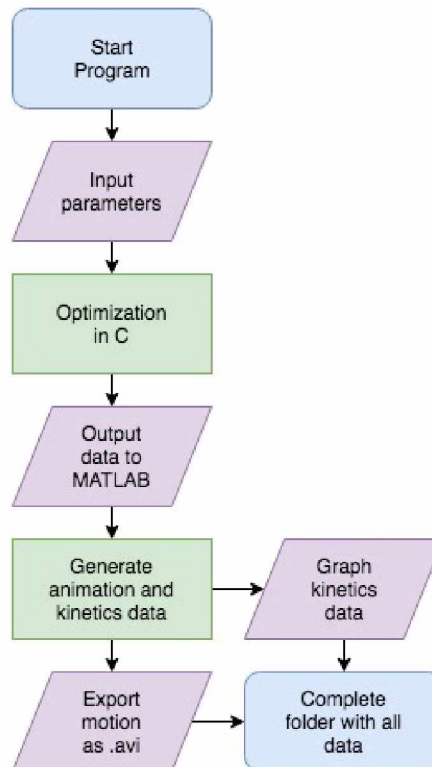 Start
Program
Input
parameters
Optimization
in C
Output
data to
MATLAB
Generate
animation and
kinetics data
Graph
kinetics
data
Export
motion
as .avi
Complete
folder with all
data